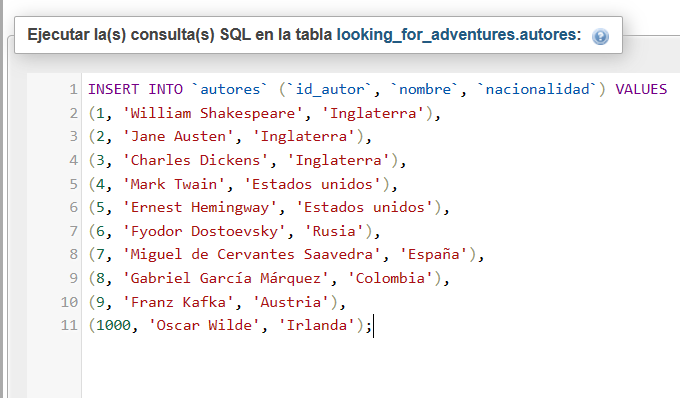 Ejecutar la(s) consulta(s) SQL en la tabla looking_for_adventures.autores:
1 INSERT INTO `autores` (`id_autor`, `nombre`, `nacionalidad`) VALUES
2 (1, 'William Shakespeare', 'Inglaterra'),
3 (2, 'Jane Austen', 'Inglaterra'),
4 (3, 'Charles Dickens', 'Inglaterra'),
5 (4, 'Mark Twain', 'Estados unidos'),
6 (5, 'Ernest Hemingway', 'Estados unidos'),
7 (6, 'Fyodor Dostoevsky', 'Rusia'),
8 (7, 'Miguel de Cervantes Saavedra', 'España'),
9 (8, 'Gabriel García Márquez', 'Colombia'),
10 (9, 'Franz Kafka', 'Austria'),
11 (1000, 'Oscar Wilde', 'Irlanda');